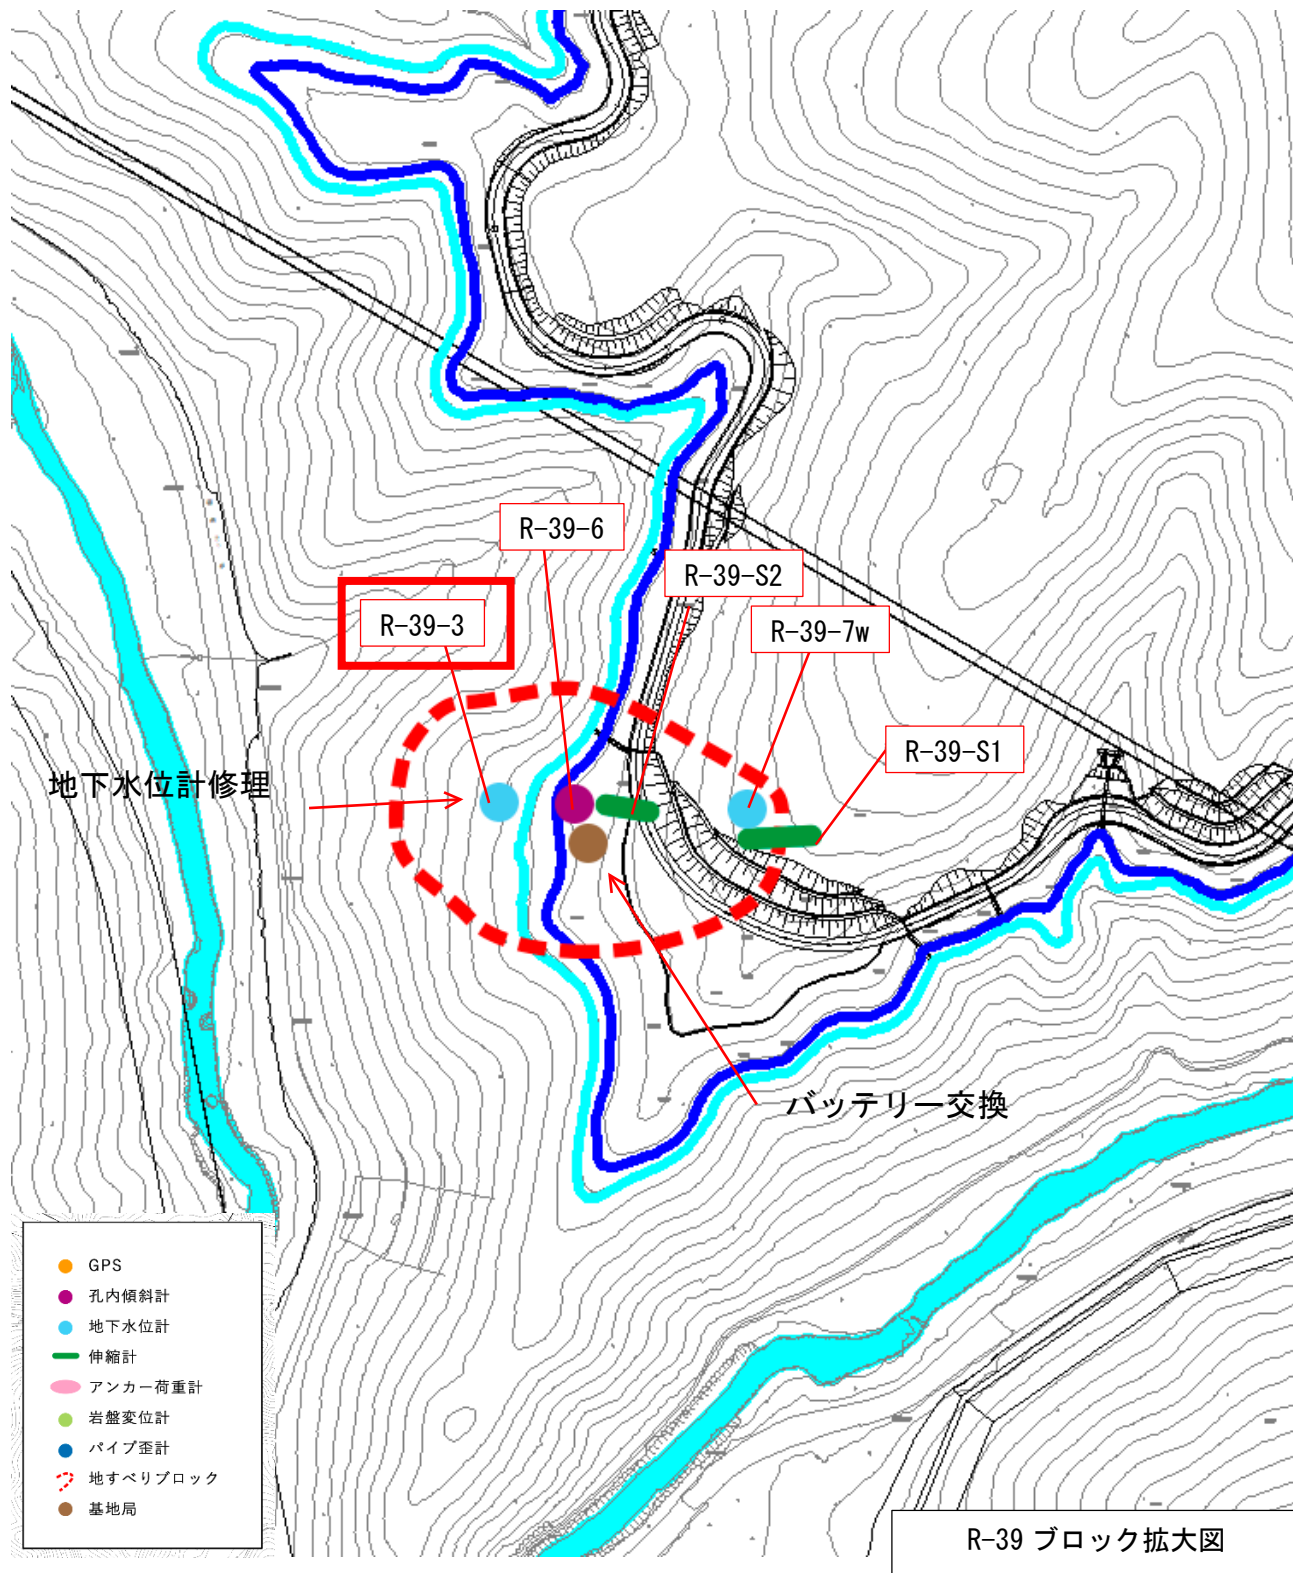 R-39-6
R-39-S2
R-39-3
R-39-7w
R-39-S1
地下水位計修理
バッテリー交換
GPS
孔内傾斜計
地下水位計
伸縮計
アンカー荷重計
岩盤変位計
パイプ歪計
地すべりブロック
基地局
R-39 ブロック拡大図